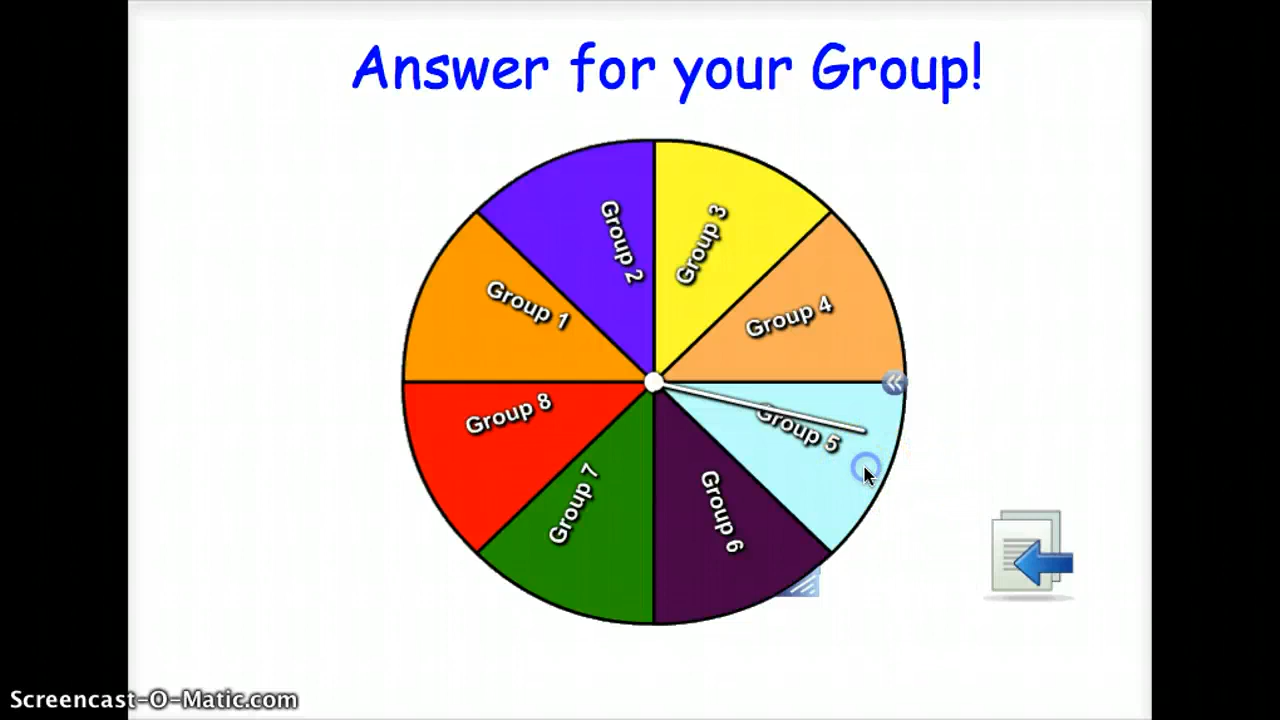 Answer for your Group!
Group 1
Group 2
Group 3
Group 4
Group 5
Group 6
Group 7
Group 8
Screencast-O-Matic.com